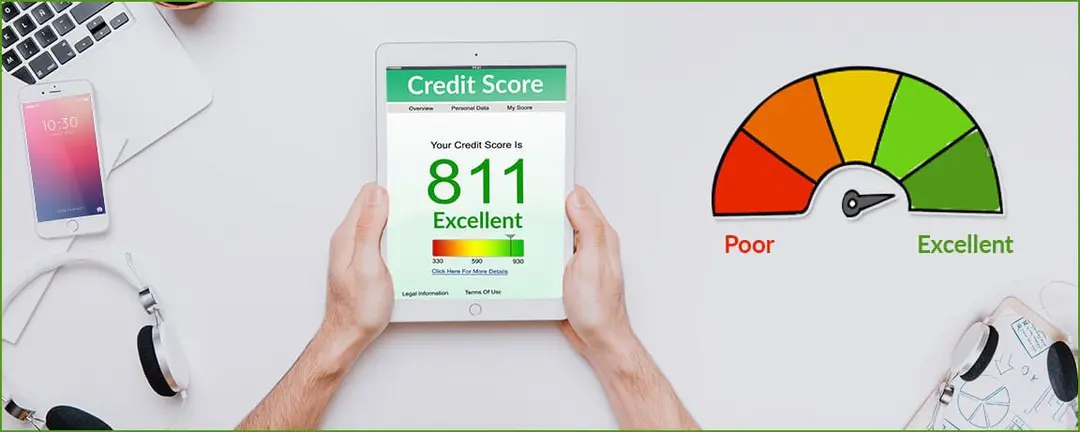 10:30
Credit Score
Overview Personal Data My Score
Your Credit Score Is
811
Excellent
330 590 930
Click Here For More Details
Legal Information Terms Of Use
Poor Excellent